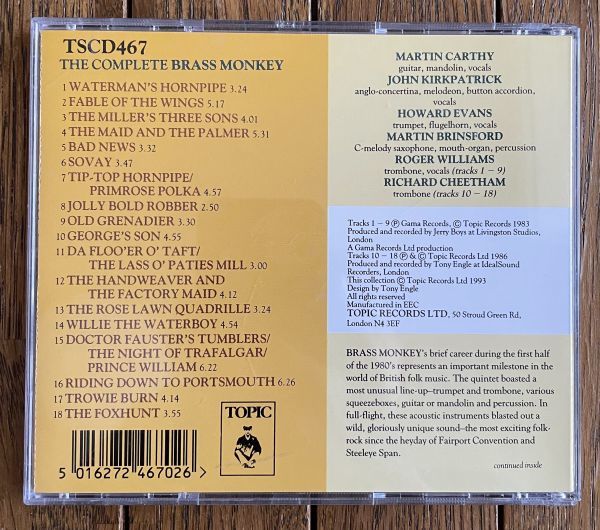 TSCD467
THE COMPLETE BRASS MONKEY
1 WATERMAN'S HORNPIPE 3.24
2 FABLE OF THE WINGS 5.17
3 THE MILLER'S THREE SONS 4.01
4 THE MAID AND THE PALMER 5.31
5 BAD NEWS 3.32
6 SOVAY 3.47
7 TIP-TOP HORNPIPE/
PRIMROSE POLKA 4.57
8 JOLLY BOLD ROBBER 2.50
9 OLD GRENADIER 3.30
10 GEORGE'S SON 4.55
11 DA FLOO'ER O' TAFT/
THE LASS O' PATIES MILL 3.00
12 THE HANDWEAVER AND
THE FACTORY MAID 4.12
13 THE ROSE LAWN QUADRILLE 3.24
14 WILLIE THE WATERBOY 4.54
15 DOCTOR FAUSTER'S TUMBLERS/
THE NIGHT OF TRAFALGAR/
PRINCE WILLIAM 6.22
16 RIDING DOWN TO PORTSMOUTH 6.26
17 TROWIE BURN 4.14
18 THE FOXHUNT 3.55
5 016272 467026
TOPIC
MARTIN CARTHY
guitar, mandolin, vocals
JOHN KIRKPATRICK
anglo-concertina, melodeon, button accordion,
vocals
HOWARD EVANS
trumpet, flugelhorn, vocals
MARTIN BRINSFORD
C-melody saxophone, mouth-organ, percussion
ROGER WILLIAMS
trombone, vocals (tracks 1 – 9)
RICHARD CHEETHAM
trombone (tracks 10 – 18)
Tracks 1 – 9 Ⓟ Gama Records, © Topic Records 1983
Produced and recorded by Jerry Boys at Livingston Studios,
London
A Gama Records Ltd production
Tracks 10 – 18 Ⓟ & © Topic Records Ltd 1986
Produced and recorded by Tony Engle at IdealSound
Recorders, London
This collection © Topic Records Ltd 1993
Design by Tony Engle
All rights reserved
Manufactured in EEC
TOPIC RECORDS LTD, 50 Stroud Green Rd,
London N4 3EF
BRASS MONKEY's brief career during the first half
of the 1980's represents an important milestone in the
world of British folk music. The quintet boasted a
most unusual line-up–trumpet and trombone, various
squeezeboxes, guitar or mandolin and percussion. In
full-flight, these acoustic instruments blasted out a
wild, gloriously unique sound–the most exciting folk-
rock since the heyday of Fairport Convention and
Steeleye Span.
continued inside